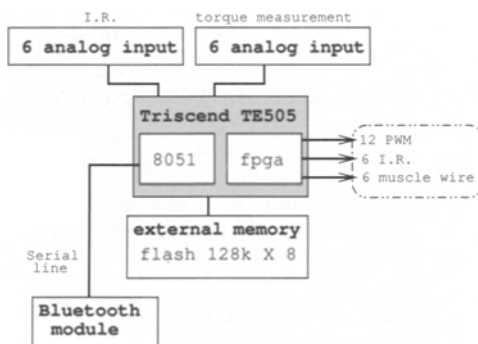 I.R.
torque measurement
6 analog input
6 analog input
Triscend TE505
8051
fpga
12 PWM
6 I.R.
6 muscle wire
external memory
flash 128k X 8
Serial
line
Bluetooth
module